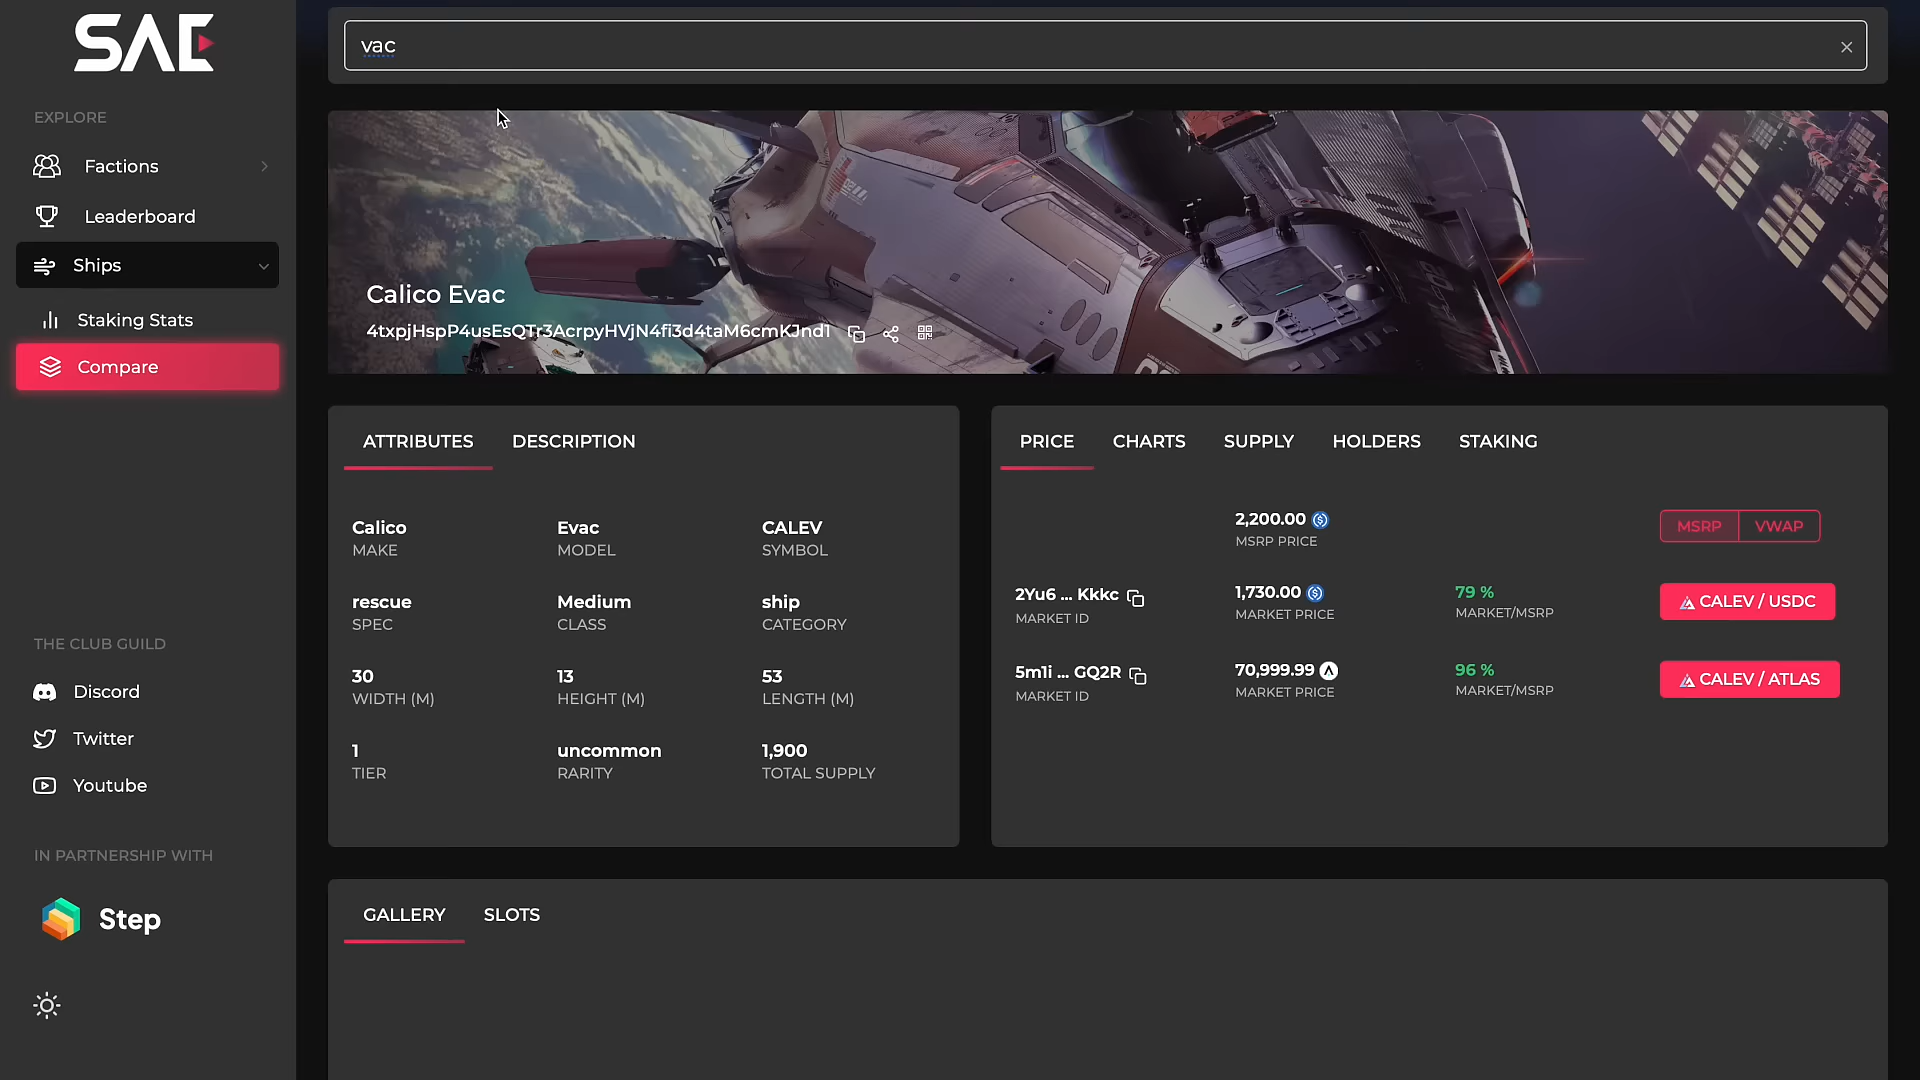 SAE
vac
EXPLORE
Factions
Leaderboard
Ships
Staking Stats
Compare
THE CLUB GUILD
Discord
Twitter
Youtube
IN PARTNERSHIP WITH
Step
Calico Evac
4txpjHspP4usEsQTr3AcrpyHVjN4fi3d4taM6cmKJnd1
ATTRIBUTES DESCRIPTION
Calico Evac CALEV
MAKE MODEL SYMBOL
rescue Medium ship
SPEC CLASS CATEGORY
30 13 53
WIDTH (M) HEIGHT (M) LENGTH (M)
1 uncommon 1,900
TIER RARITY TOTAL SUPPLY
PRICE CHARTS SUPPLY HOLDERS STAKING
2,200.00
MSRP PRICE
MSRP VWAP
2Yu6 ... Kkkc 1,730.00 79 % CALEV / USDC
MARKET ID MARKET PRICE MARKET/MSRP
5m1i ... GQ2R 70,999.99 96 % CALEV / ATLAS
MARKET ID MARKET PRICE MARKET/MSRP
GALLERY SLOTS